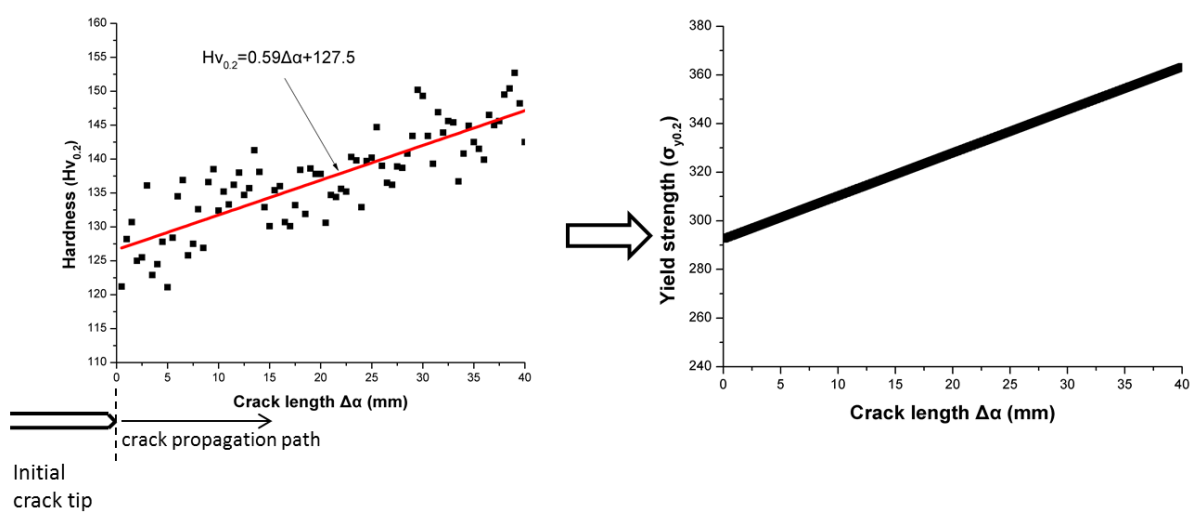 160
155
150
145
140
135
130
125
120
115
110
Hardness (Hv0.2)
Hv0.2=0.59Δα+127.5
0 5 10 15 20 25 30 35 40
Crack length Δα (mm)
crack propagation path
Initial
crack tip
380
360
340
320
300
280
260
240
Yield strength (σy0.2)
0 5 10 15 20 25 30 35 40
Crack length Δα (mm)